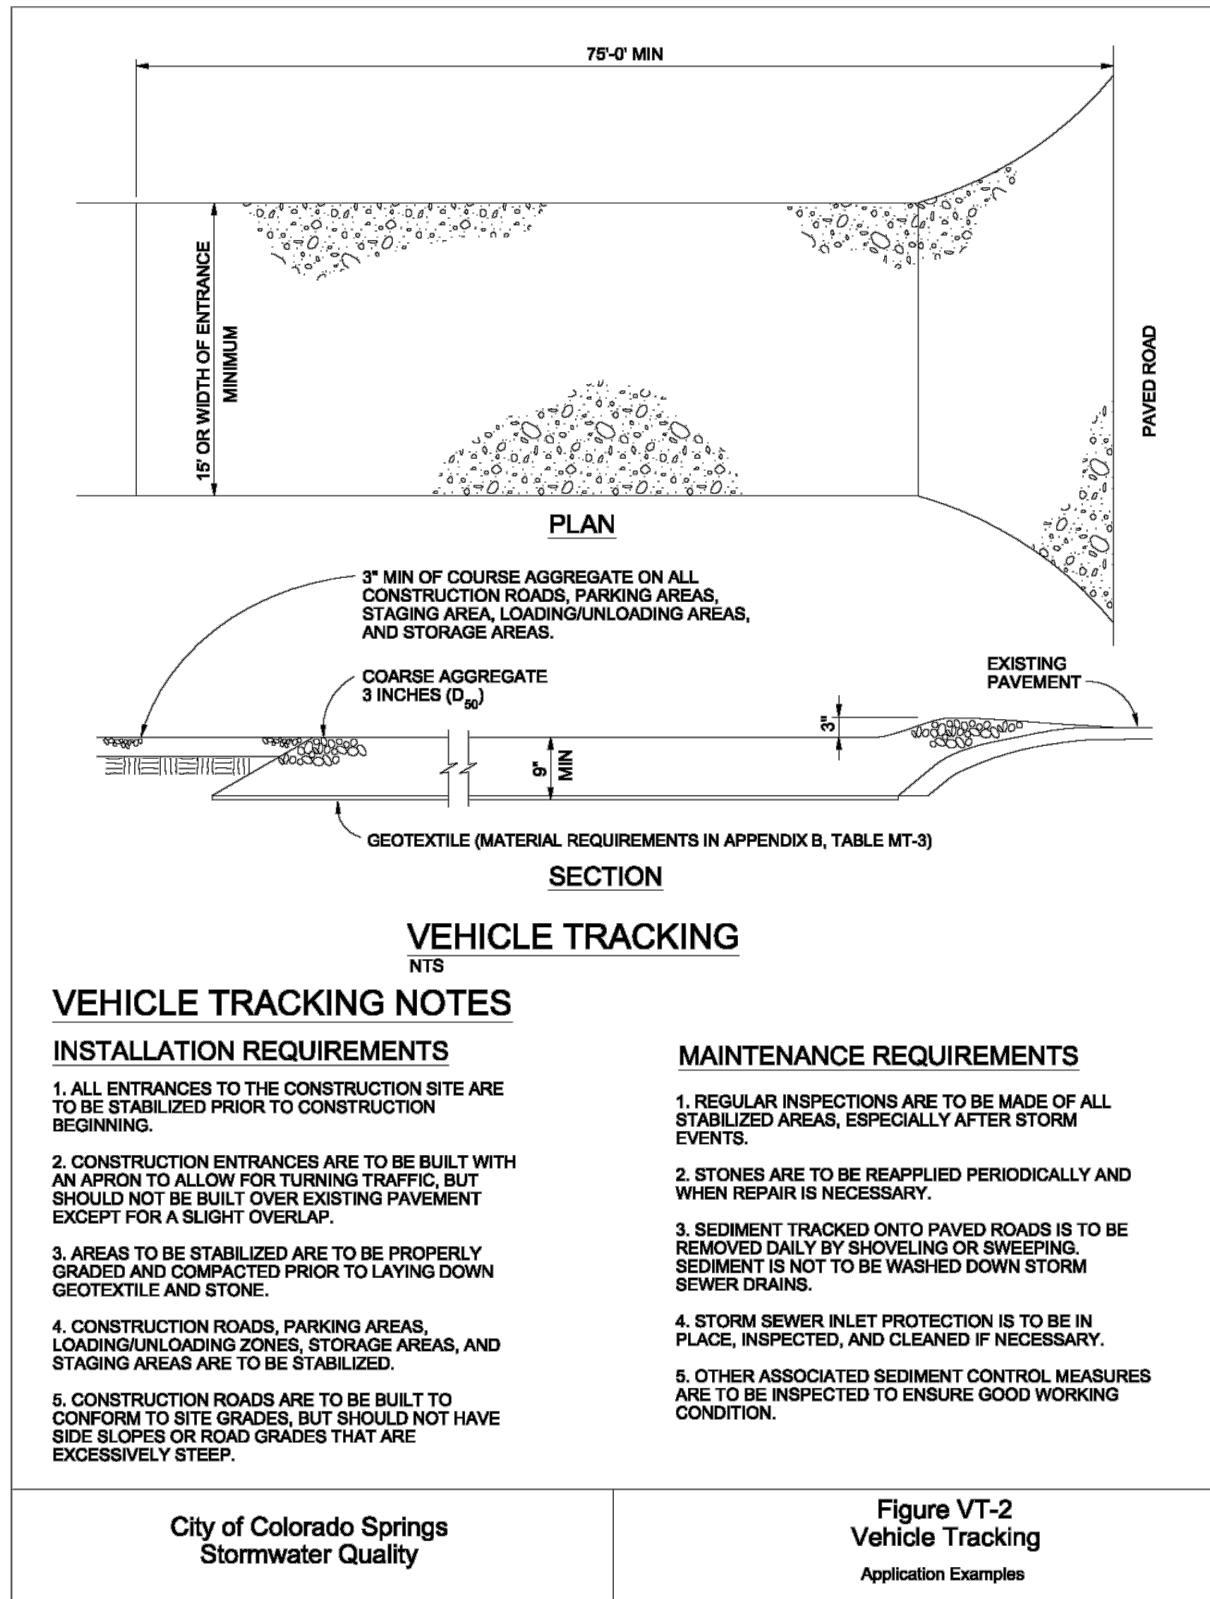 75'-0' MIN
15' OR WIDTH OF ENTRANCE
MINIMUM
PAVED ROAD
PLAN
3" MIN OF COURSE AGGREGATE ON ALL
CONSTRUCTION ROADS, PARKING AREAS,
STAGING AREA, LOADING/UNLOADING AREAS,
AND STORAGE AREAS.
COARSE AGGREGATE
3 INCHES (D50)
EXISTING
PAVEMENT
3"
9"
MIN
GEOTEXTILE (MATERIAL REQUIREMENTS IN APPENDIX B, TABLE MT-3)
SECTION
VEHICLE TRACKING
NTS
VEHICLE TRACKING NOTES
INSTALLATION REQUIREMENTS
1. ALL ENTRANCES TO THE CONSTRUCTION SITE ARE
TO BE STABILIZED PRIOR TO CONSTRUCTION
BEGINNING.
2. CONSTRUCTION ENTRANCES ARE TO BE BUILT WITH
AN APRON TO ALLOW FOR TURNING TRAFFIC, BUT
SHOULD NOT BE BUILT OVER EXISTING PAVEMENT
EXCEPT FOR A SLIGHT OVERLAP.
3. AREAS TO BE STABILIZED ARE TO BE PROPERLY
GRADED AND COMPACTED PRIOR TO LAYING DOWN
GEOTEXTILE AND STONE.
4. CONSTRUCTION ROADS, PARKING AREAS,
LOADING/UNLOADING ZONES, STORAGE AREAS, AND
STAGING AREAS ARE TO BE STABILIZED.
5. CONSTRUCTION ROADS ARE TO BE BUILT TO
CONFORM TO SITE GRADES, BUT SHOULD NOT HAVE
SIDE SLOPES OR ROAD GRADES THAT ARE
EXCESSIVELY STEEP.
MAINTENANCE REQUIREMENTS
1. REGULAR INSPECTIONS ARE TO BE MADE OF ALL
STABILIZED AREAS, ESPECIALLY AFTER STORM
EVENTS.
2. STONES ARE TO BE REAPPLIED PERIODICALLY AND
WHEN REPAIR IS NECESSARY.
3. SEDIMENT TRACKED ONTO PAVED ROADS IS TO BE
REMOVED DAILY BY SHOVELING OR SWEEPING.
SEDIMENT IS NOT TO BE WASHED DOWN STORM
SEWER DRAINS.
4. STORM SEWER INLET PROTECTION IS TO BE IN
PLACE, INSPECTED, AND CLEANED IF NECESSARY.
5. OTHER ASSOCIATED SEDIMENT CONTROL MEASURES
ARE TO BE INSPECTED TO ENSURE GOOD WORKING
CONDITION.
City of Colorado Springs
Stormwater Quality
Figure VT-2
Vehicle Tracking
Application Examples